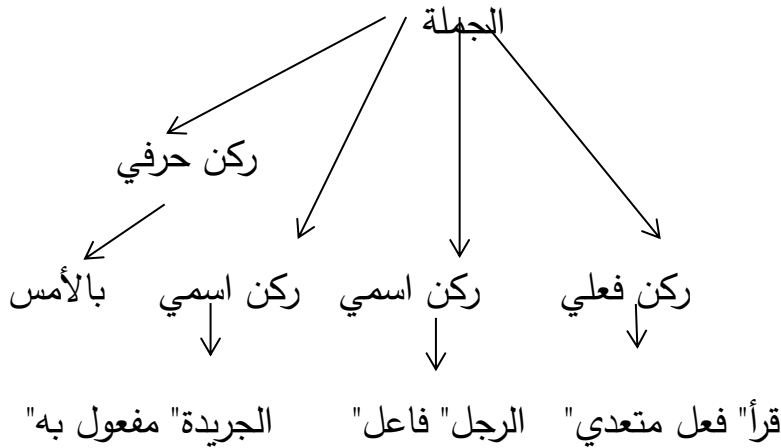 الجملة
ركن حرفي
ركن فعلي ركن اسمي ركن اسمي بالأمس
قرأ" فعل متعدي" الرجل" فاعل" الجريدة" مفعول به"